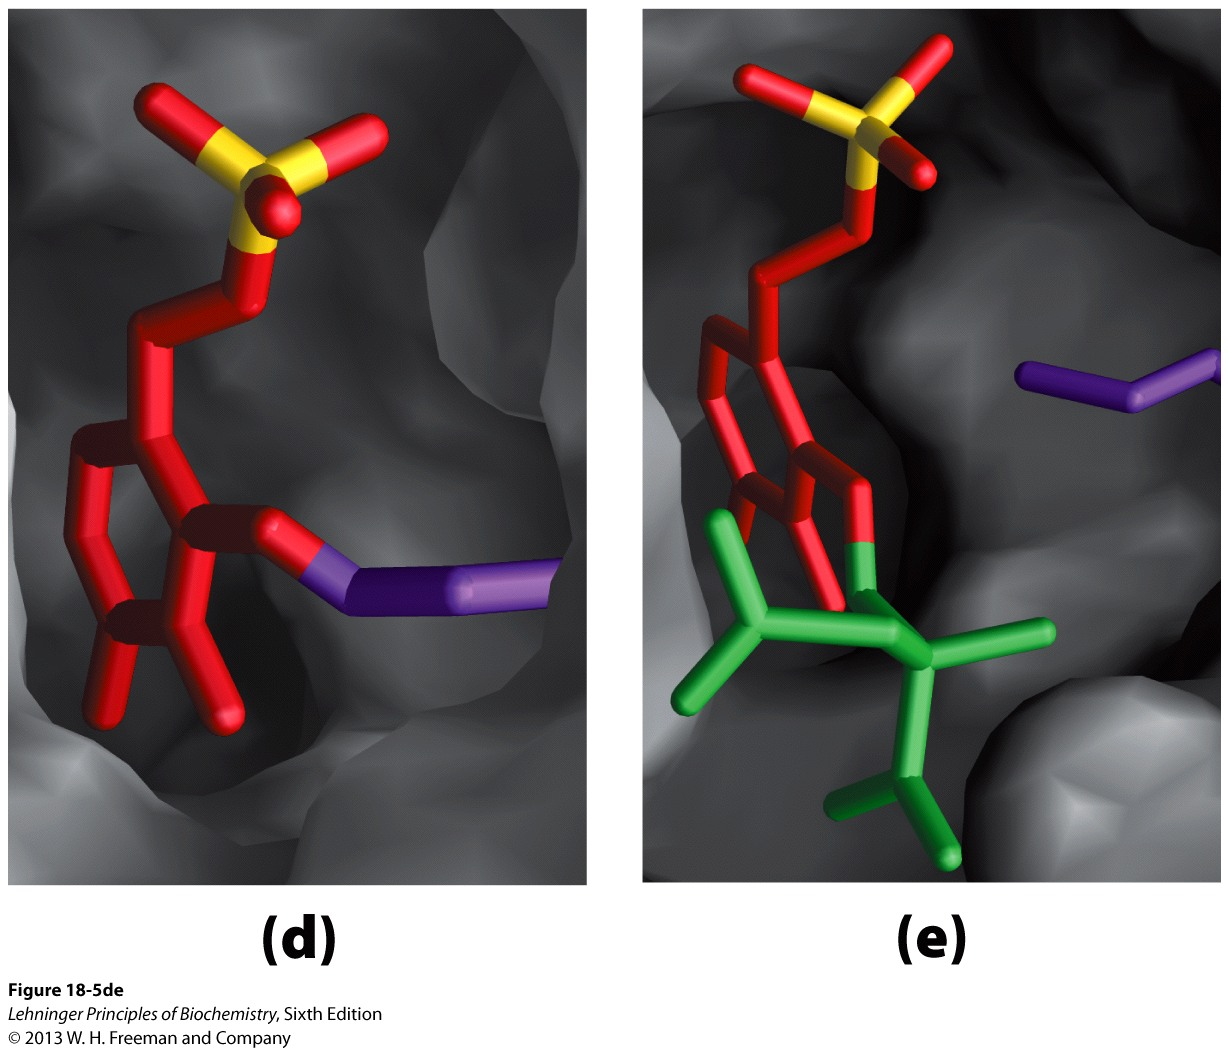 (d)
(e)
Figure 18-5de
Lehninger Principles of Biochemistry, Sixth Edition
© 2013 W. H. Freeman and Company